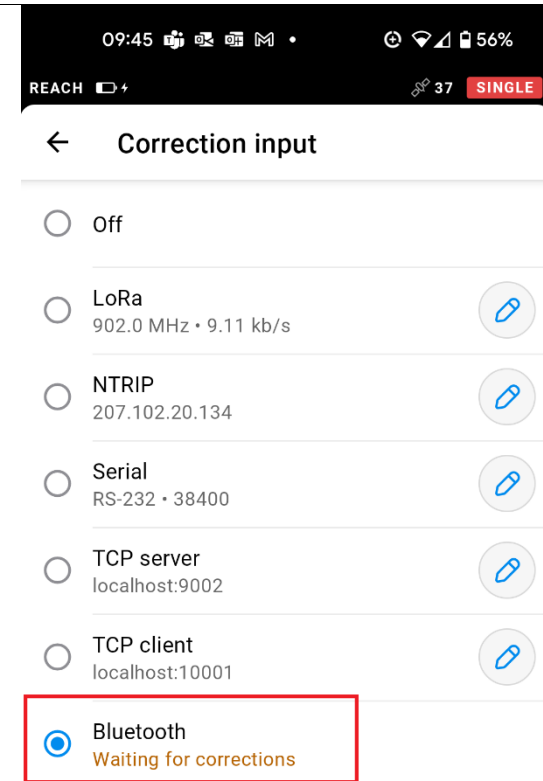 09:45 56%
REACH 37 SINGLE
Correction input
Off
LoRa
902.0 MHz • 9.11 kb/s
NTRIP
207.102.20.134
Serial
RS-232 • 38400
TCP server
localhost:9002
TCP client
localhost:10001
Bluetooth
Waiting for corrections